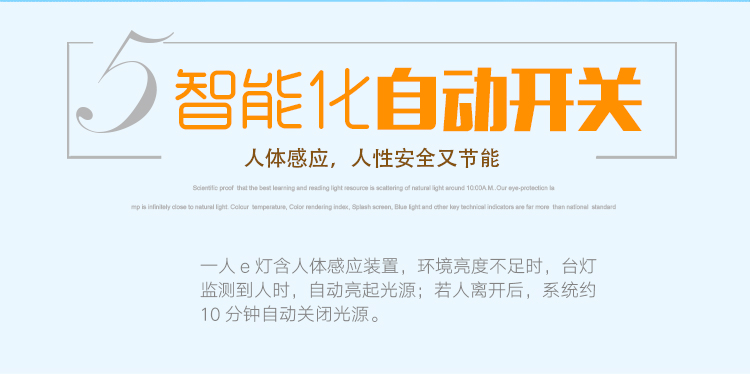 5
智能化自动开关
人体感应，人性安全又节能
Scientific proof that the best learning and reading light resource is scattering of natural light around 10:00A.M..Our eye-protection la
mp is infinitely close to natural light. Colour temperature, Color rendering index, Splash screen, Blue light and other key technical indicators are far more than national standard
一人 e 灯含人体感应装置，环境亮度不足时，台灯
监测到人时，自动亮起光源；若人离开后，系统约
10 分钟自动关闭光源。